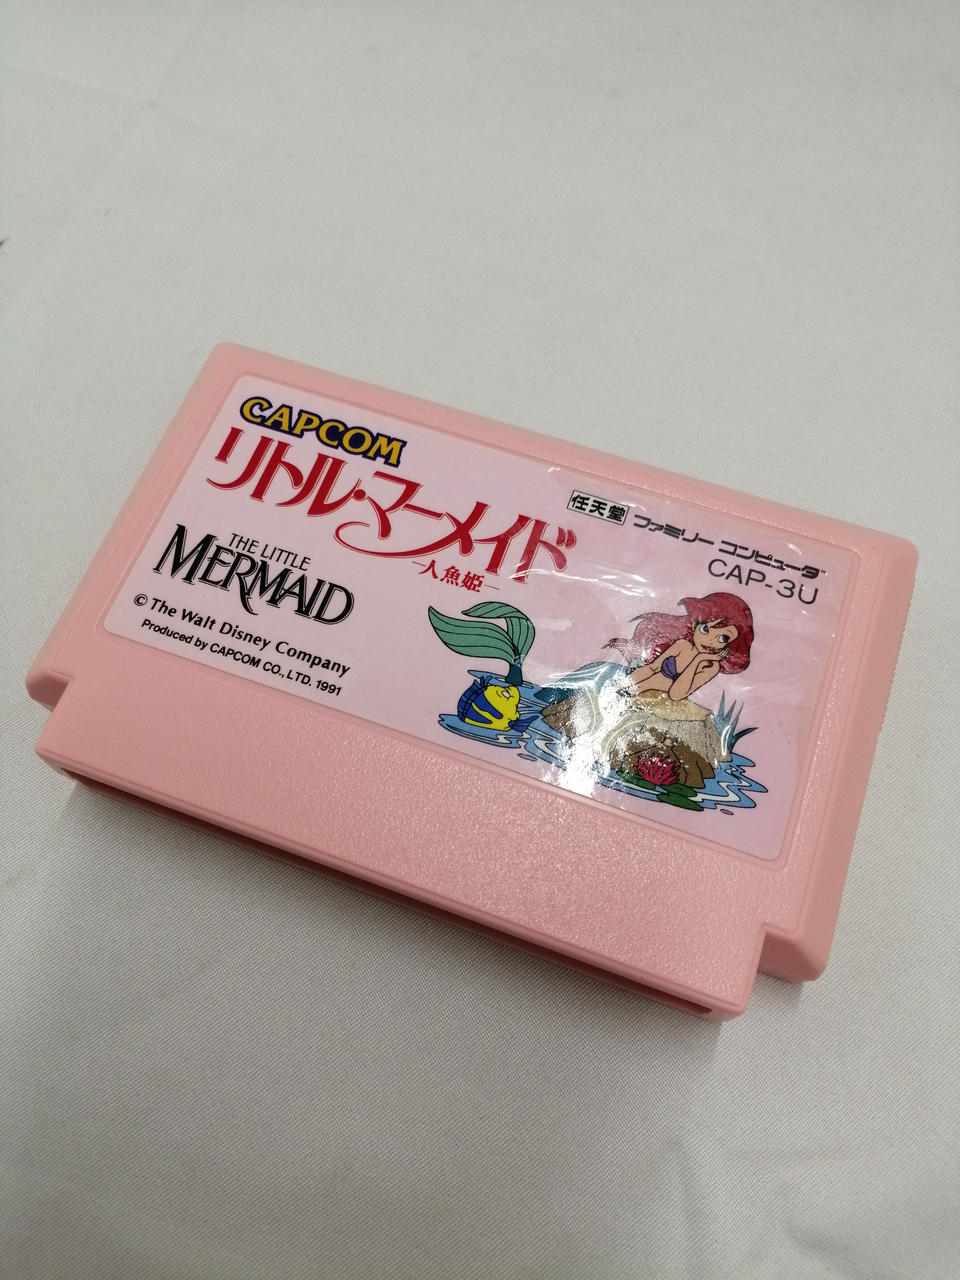 CAPCOM
リトル・マーメイド
―人魚姫―
THE LITTLE
MERMAID
© The Walt Disney Company
Produced by CAPCOM CO., LTD. 1991
任天堂 ファミリー コンピュータ™
CAP-3U